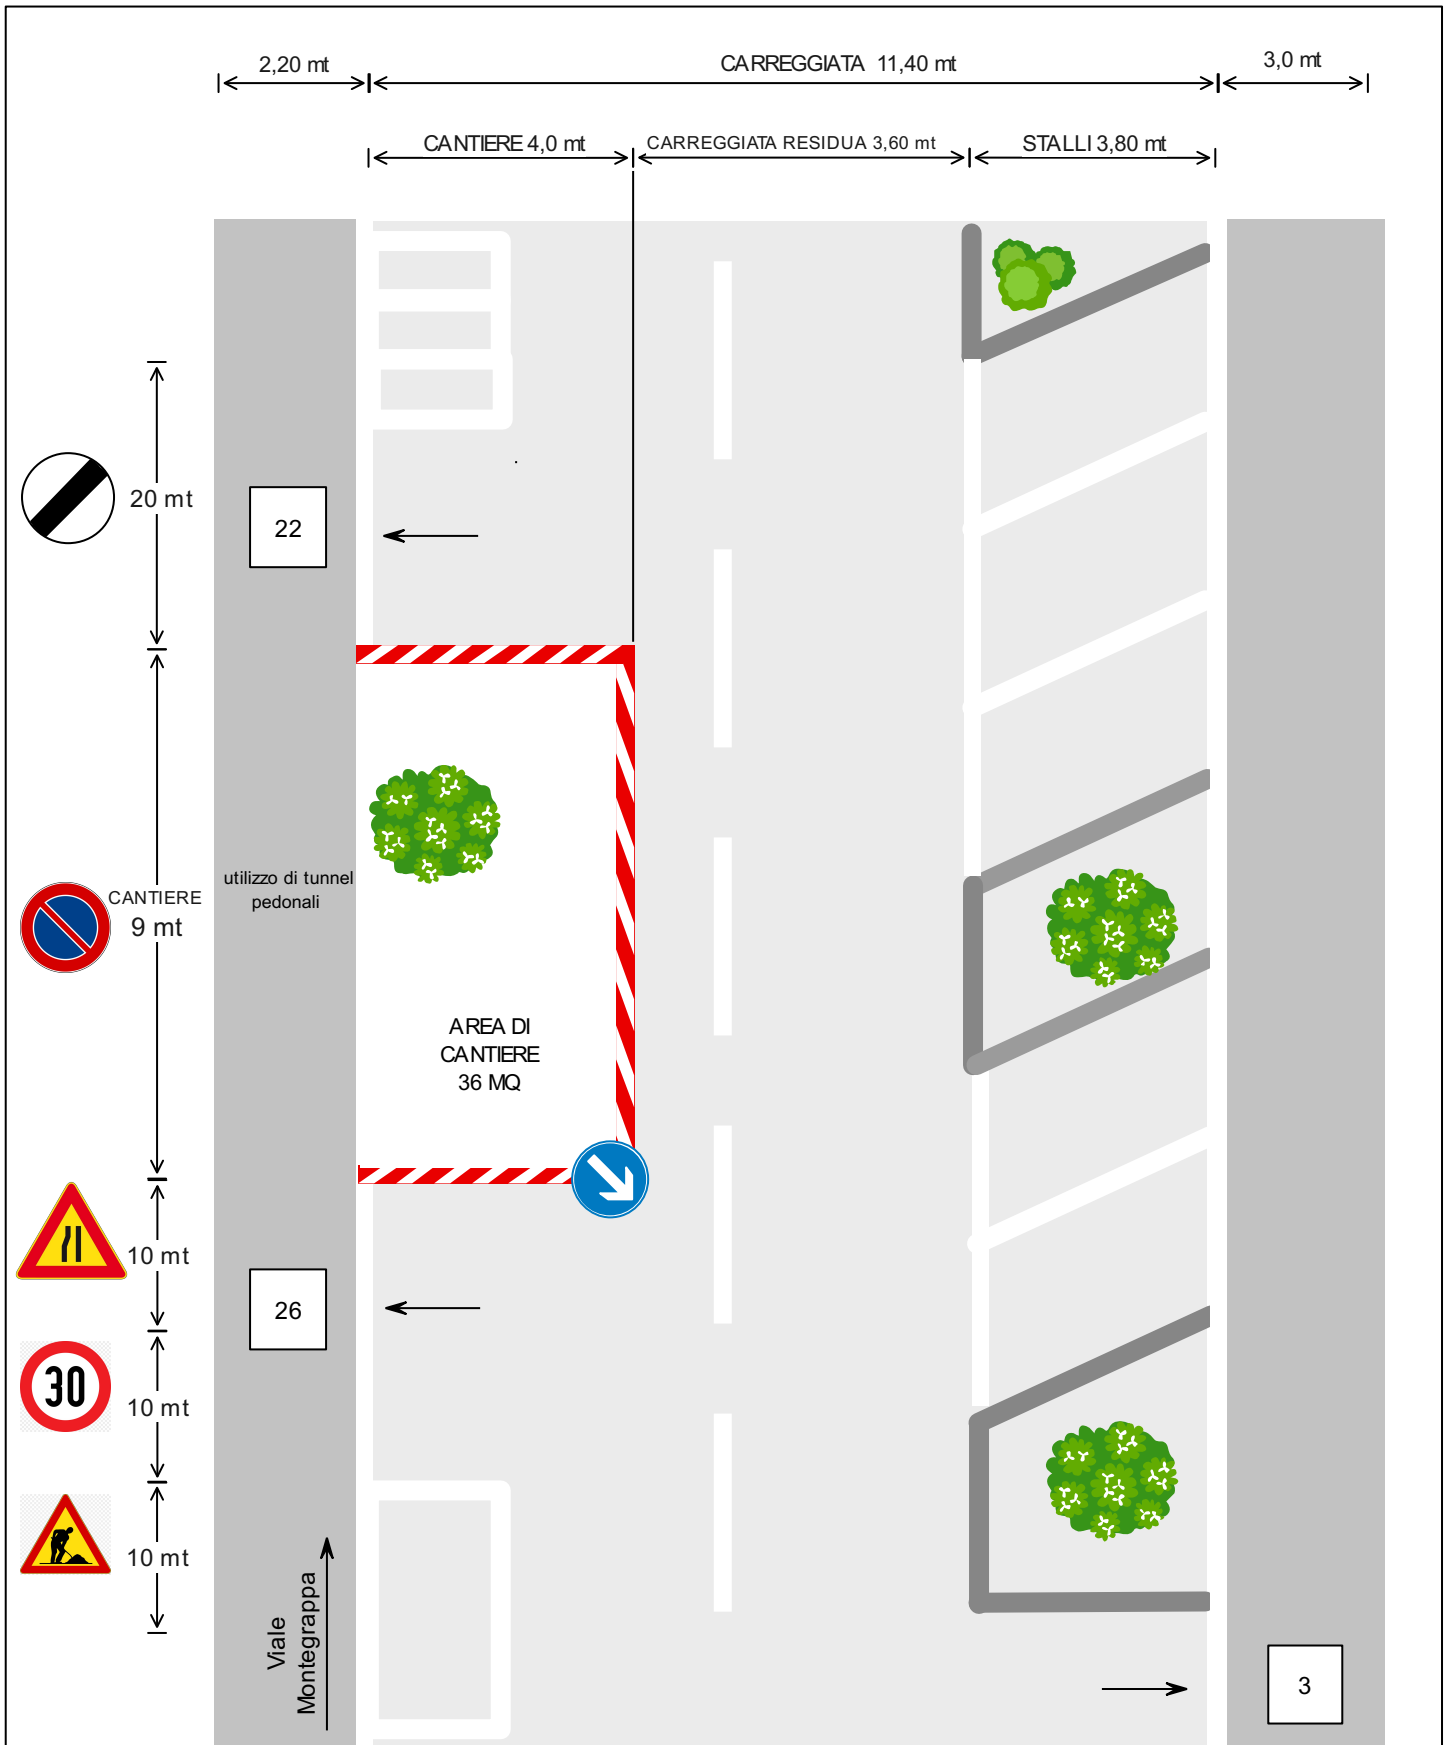 2,20 mt
CARREGGIATA 11,40 mt
3,0 mt
CANTIERE 4,0 mt
CARREGGIATA RESIDUA 3,60 mt
STALLI 3,80 mt
20 mt
22
utilizzo di tunnel
pedonali
CANTIERE
9 mt
AREA DI
CANTIERE
36 MQ
10 mt
26
30
10 mt
10 mt
Viale
Montegrappa
3